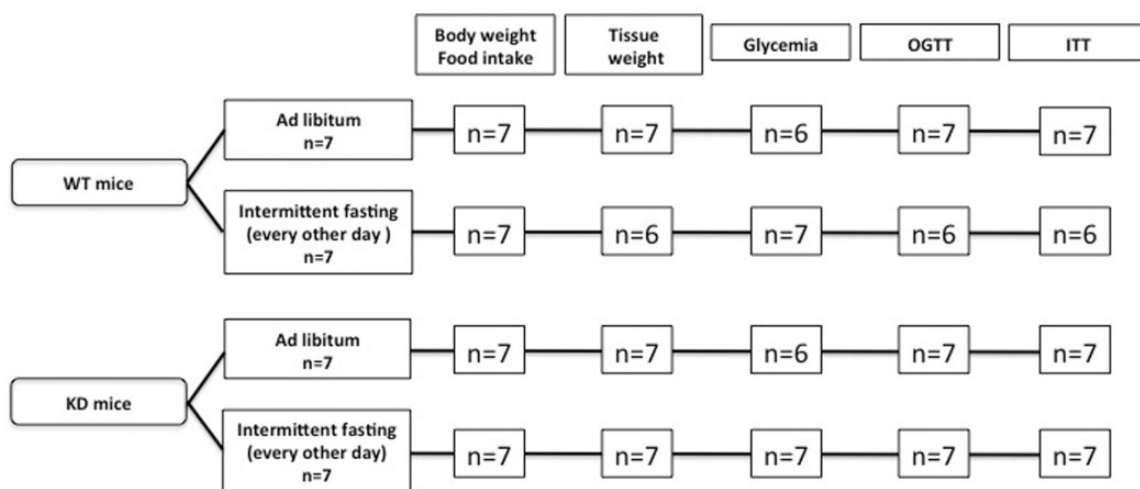 Body weight
Food intake
Tissue
weight
Glycemia
OGTT
ITT
WT mice
Ad libitum
n=7
n=7
n=7
n=6
n=7
n=7
Intermittent fasting
(every other day )
n=7
n=7
n=6
n=7
n=6
n=6
KD mice
Ad libitum
n=7
n=7
n=7
n=6
n=7
n=7
Intermittent fasting
(every other day)
n=7
n=7
n=7
n=7
n=7
n=7